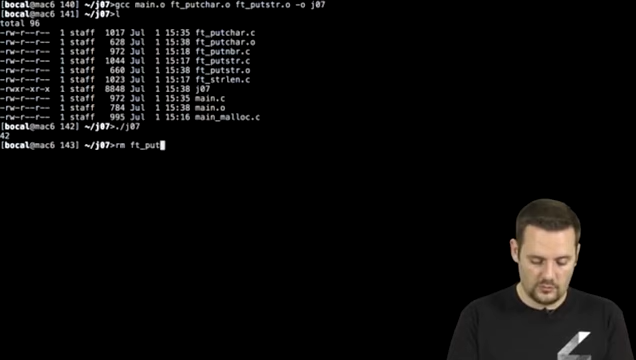 [bocal@mac6 140] ~/j07>gcc main.o ft_putchar.o ft_putstr.o -o j07
[bocal@mac6 141] ~/j07>l
total 96
-rw-r--r-- 1 staff 1017 Jul 1 15:35 ft_putchar.c
-rw-r--r-- 1 staff 628 Jul 1 15:38 ft_putchar.o
-rw-r--r-- 1 staff 972 Jul 1 15:18 ft_putnbr.c
-rw-r--r-- 1 staff 1044 Jul 1 15:17 ft_putstr.c
-rw-r--r-- 1 staff 660 Jul 1 15:38 ft_putstr.o
-rw-r--r-- 1 staff 1023 Jul 1 15:17 ft_strlen.c
-rwxr-xr-x 1 staff 8848 Jul 1 15:38 j07
-rw-r--r-- 1 staff 972 Jul 1 15:35 main.c
-rw-r--r-- 1 staff 784 Jul 1 15:38 main.o
-rw-r--r-- 1 staff 995 Jul 1 15:16 main_malloc.c
[bocal@mac6 142] ~/j07>./j07
42
[bocal@mac6 143] ~/j07>rm ft_put